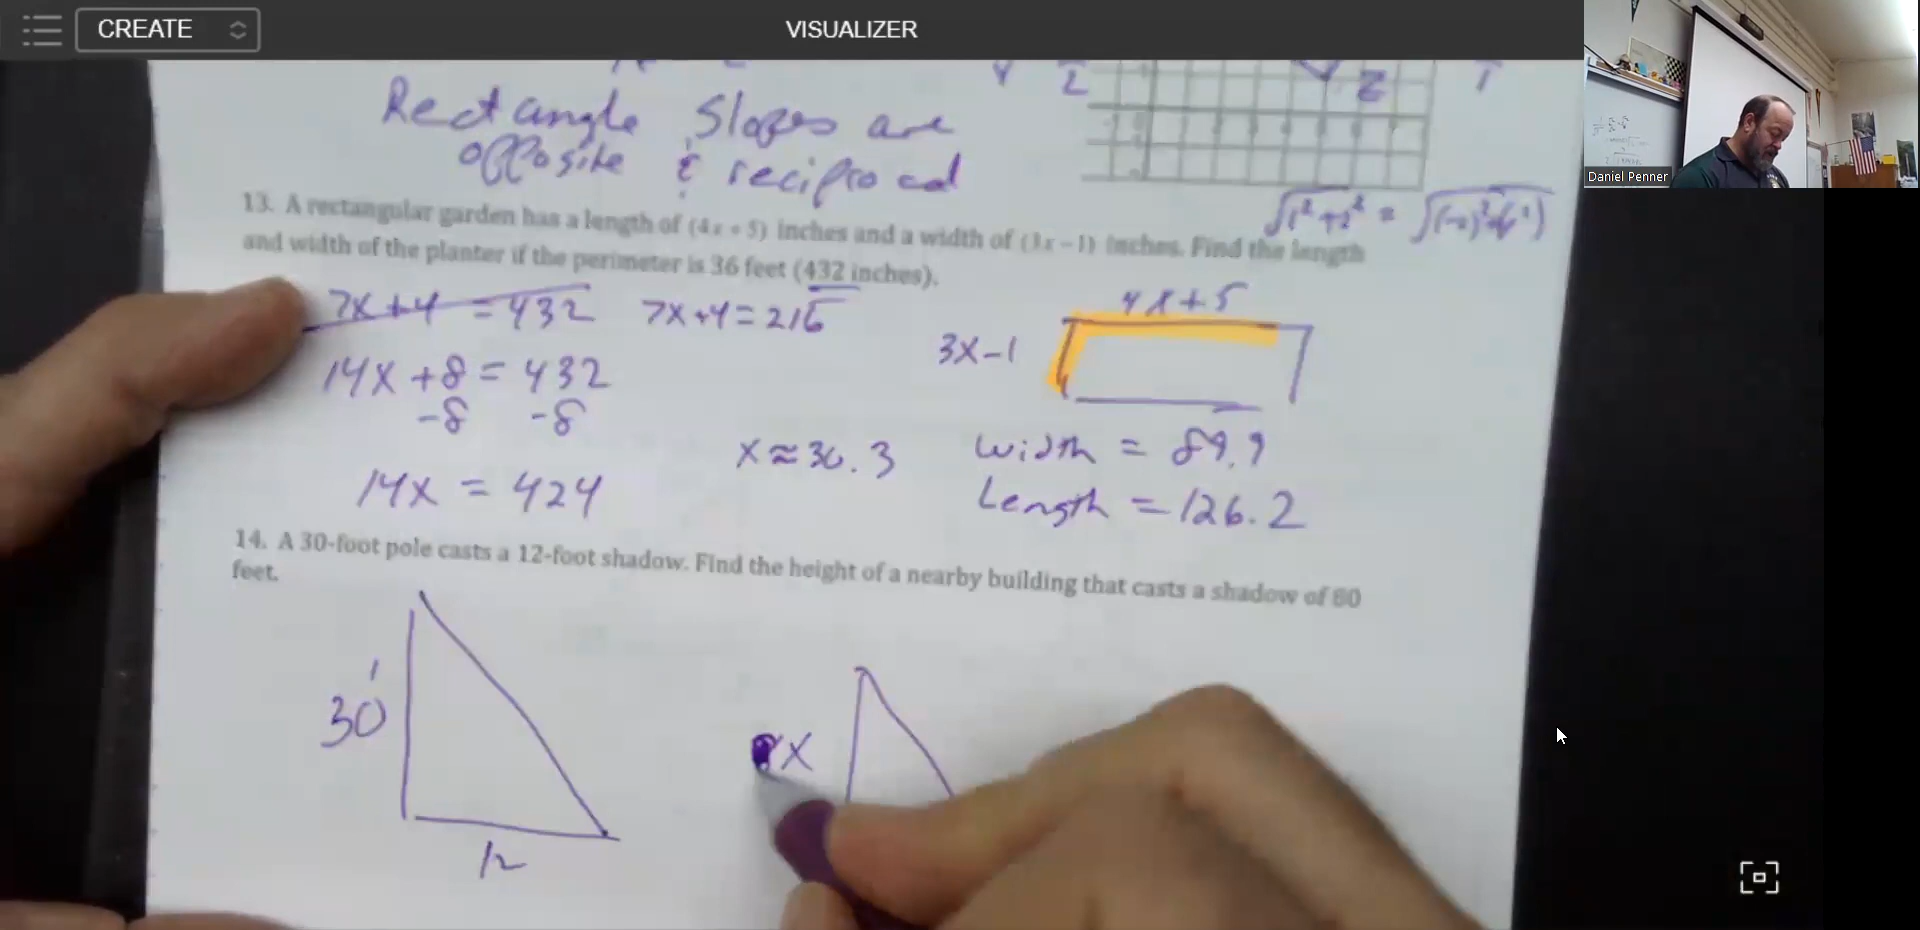 CREATE
VISUALIZER
Daniel Penner
Rectangle Slopes are
opposite & reciprocal
13. A rectangular garden has a length of (4x + 5) inches and a width of (3x – 1) inches. Find the length
and width of the planter if the perimeter is 36 feet (432 inches).
7x+4 = 432
7x+4 = 216
4x+5
3x-1
14x +8 = 432
-8 -8
x ≈ 30.3
width = 89.9
14x = 424
Length = 126.2
14. A 30-foot pole casts a 12-foot shadow. Find the height of a nearby building that casts a shadow of 60
feet.
30'
x
12